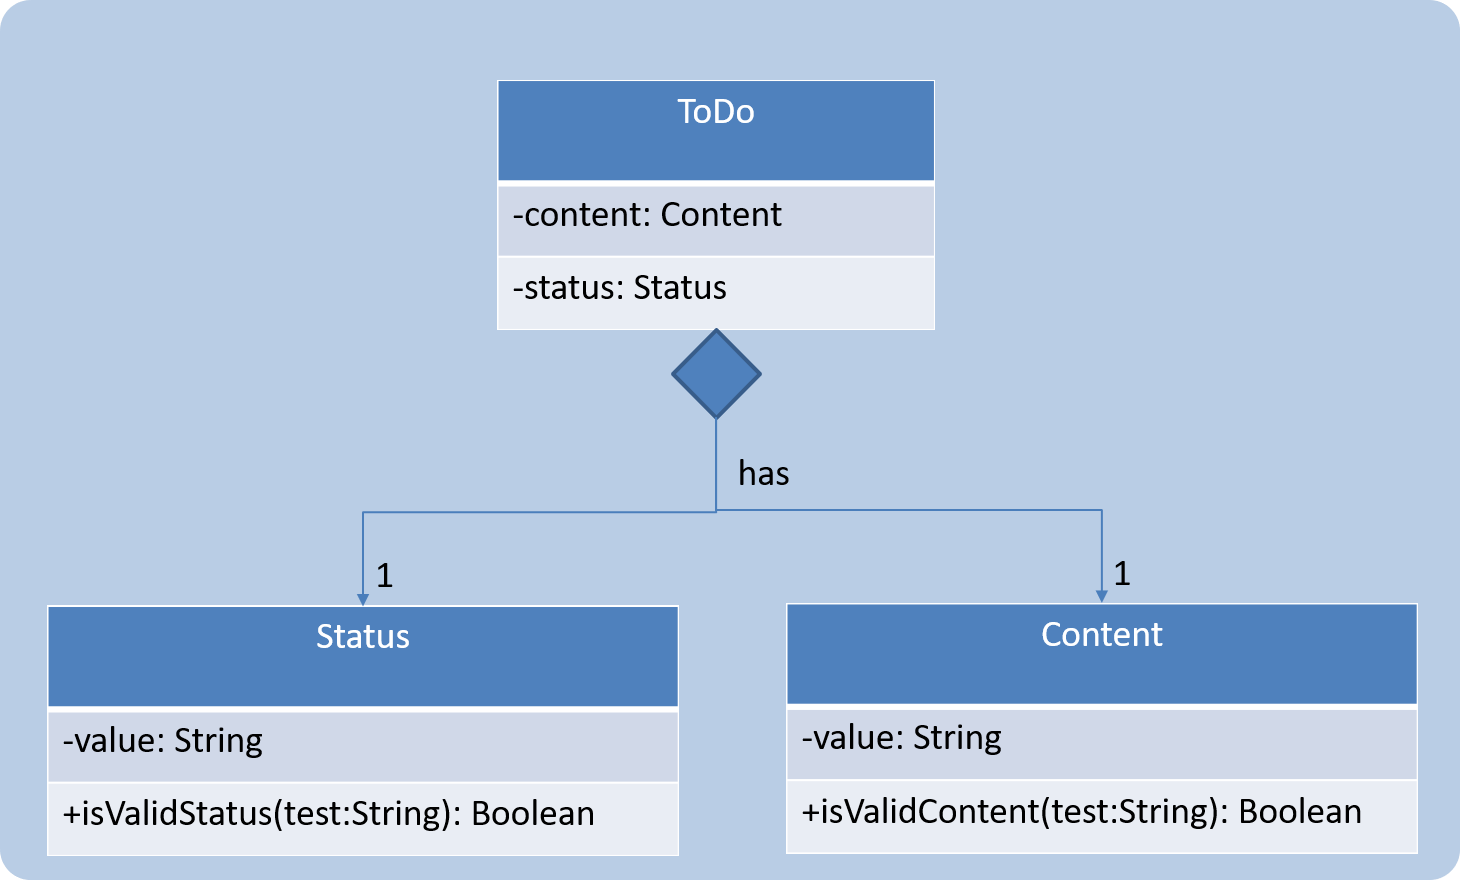 ToDo
-content: Content
-status: Status
has
1
1
Status
-value: String
+isValidStatus(test:String): Boolean
Content
-value: String
+isValidContent(test:String): Boolean